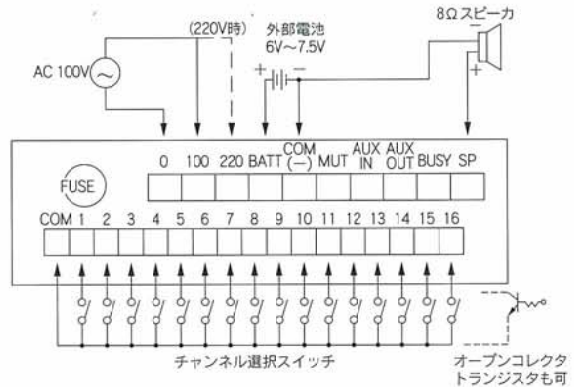 8Ωスピーカ
(220V時)
外部電池
6V～7.5V
AC 100V
+
−
−
+
0 100 220 BATT COM(−) MUT AUX IN AUX OUT BUSY SP
FUSE
COM 1 2 3 4 5 6 7 8 9 10 11 12 13 14 15 16
チャンネル選択スイッチ
オープンコレクタ
トランジスタも可